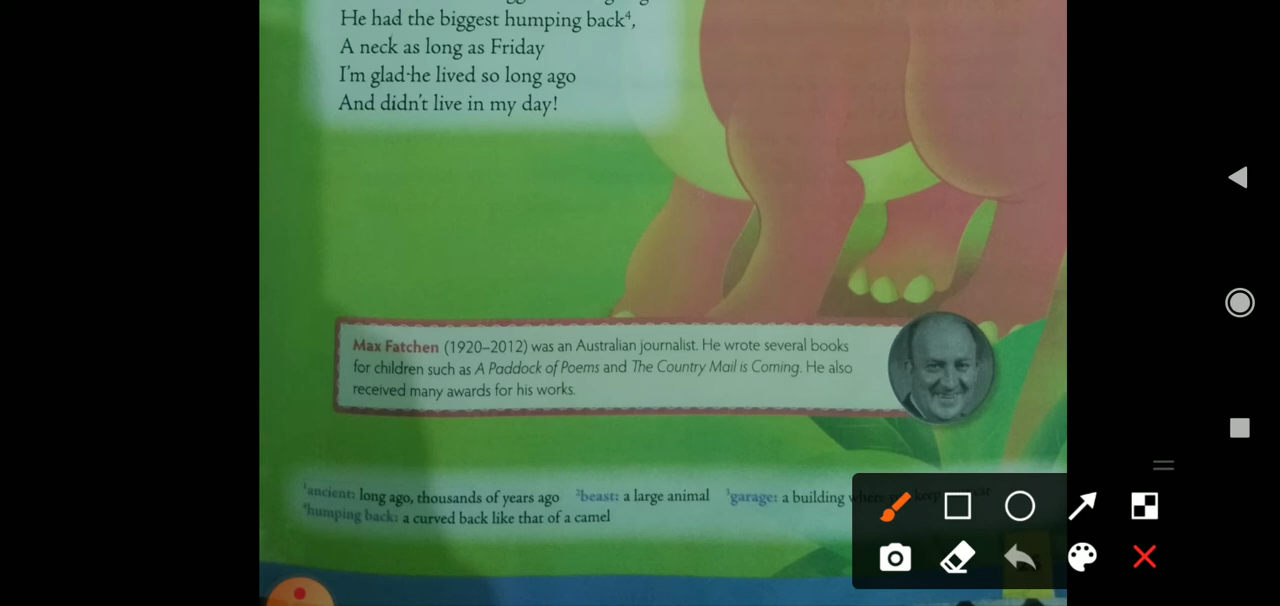 He had the biggest humping back⁴,
A neck as long as Friday
I'm glad he lived so long ago
And didn't live in my day!
Max Fatchen (1920–2012) was an Australian journalist. He wrote several books
for children such as A Paddock of Poems and The Country Mail is Coming. He also
received many awards for his works.
¹ancient: long ago, thousands of years ago ²beast: a large animal ³garage: a building where
⁴humping back: a curved back like that of a camel